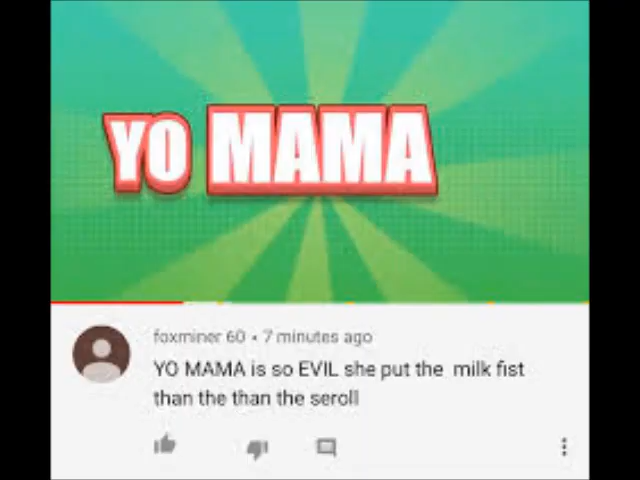 YO MAMA
foxminer 60 • 7 minutes ago
YO MAMA is so EVIL she put the milk fist
than the than the seroll